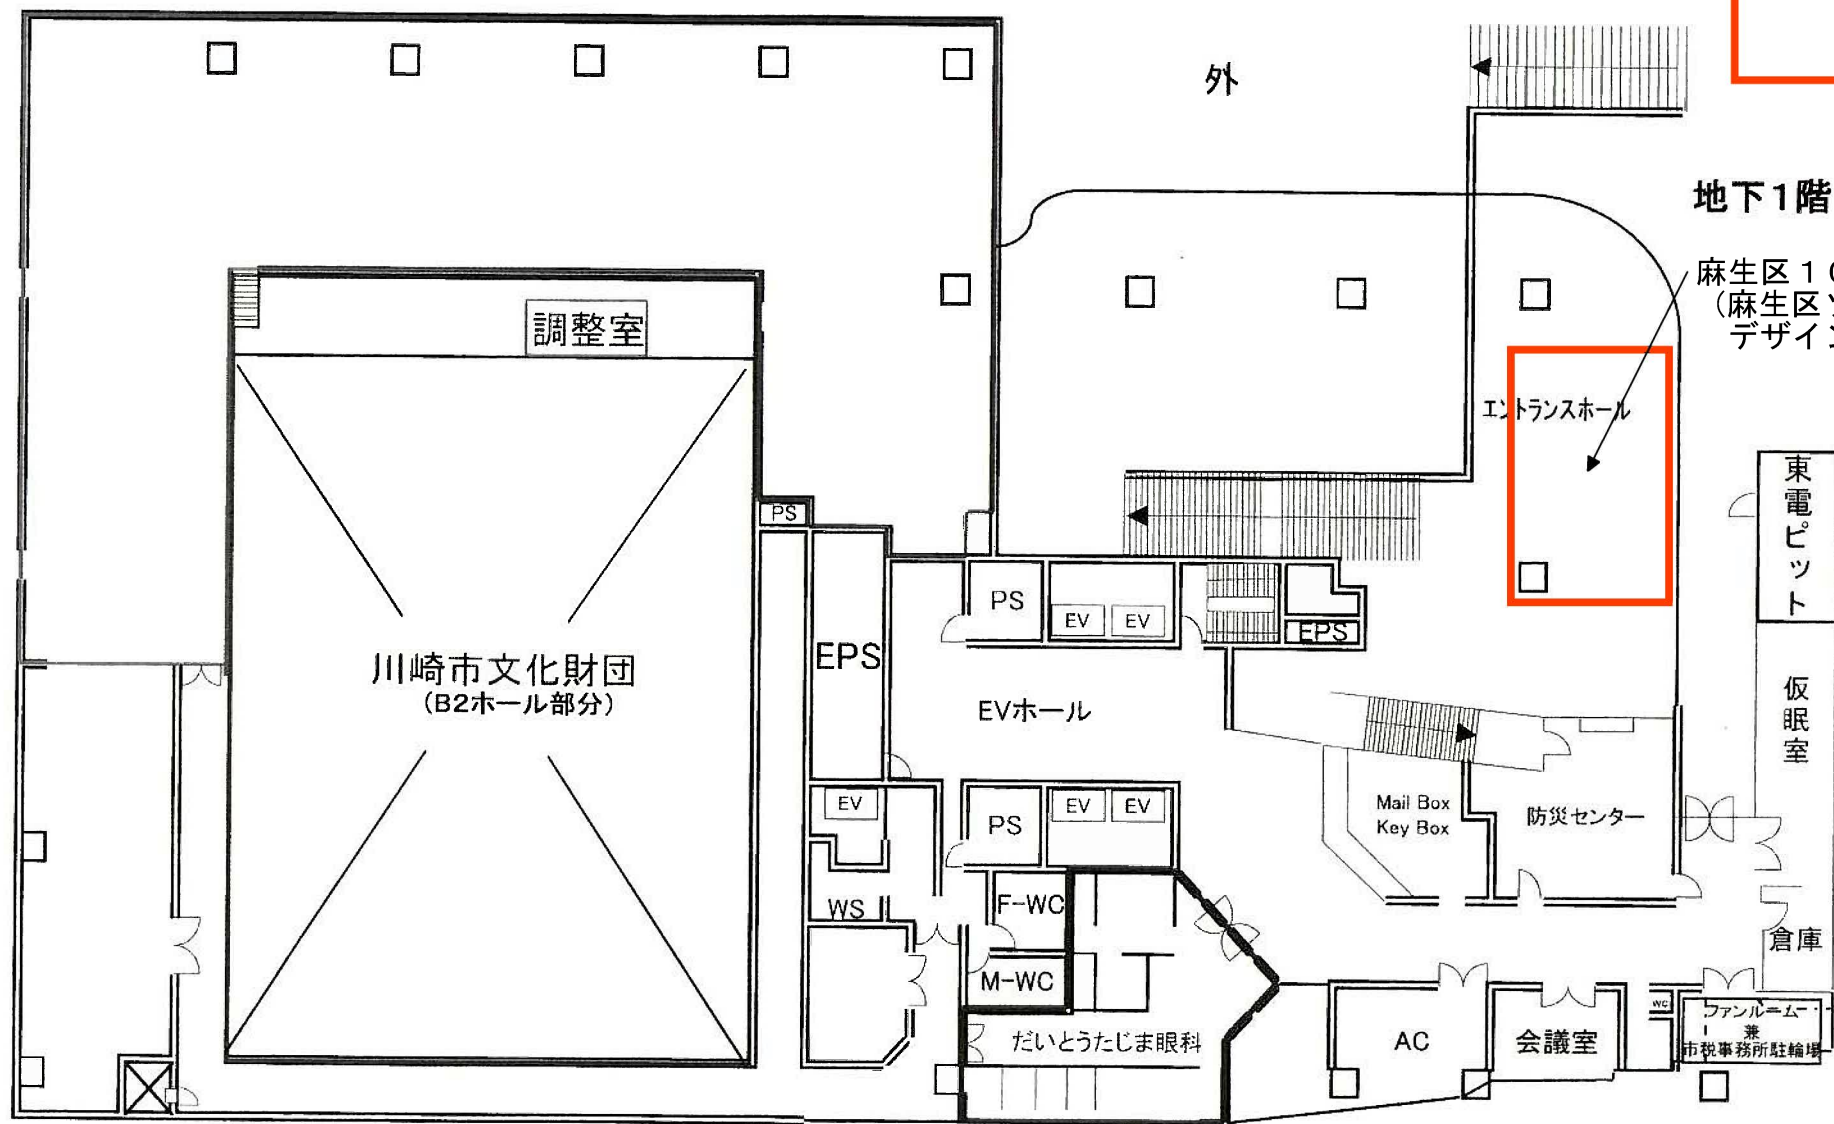 外
地下1階
麻生区１０
（麻生区ソ
デザイン
調整室
エントランスホール
東電ピット
PS
PS
EV
EV
EPS
EPS
川崎市文化財団
（B2ホール部分）
EVホール
仮眠室
EV
PS
EV
EV
Mail Box
Key Box
防災センター
WS
F-WC
M-WC
倉庫
だいとうたじま眼科
AC
会議室
WC
ファンルーム
兼
市税事務所駐輪場